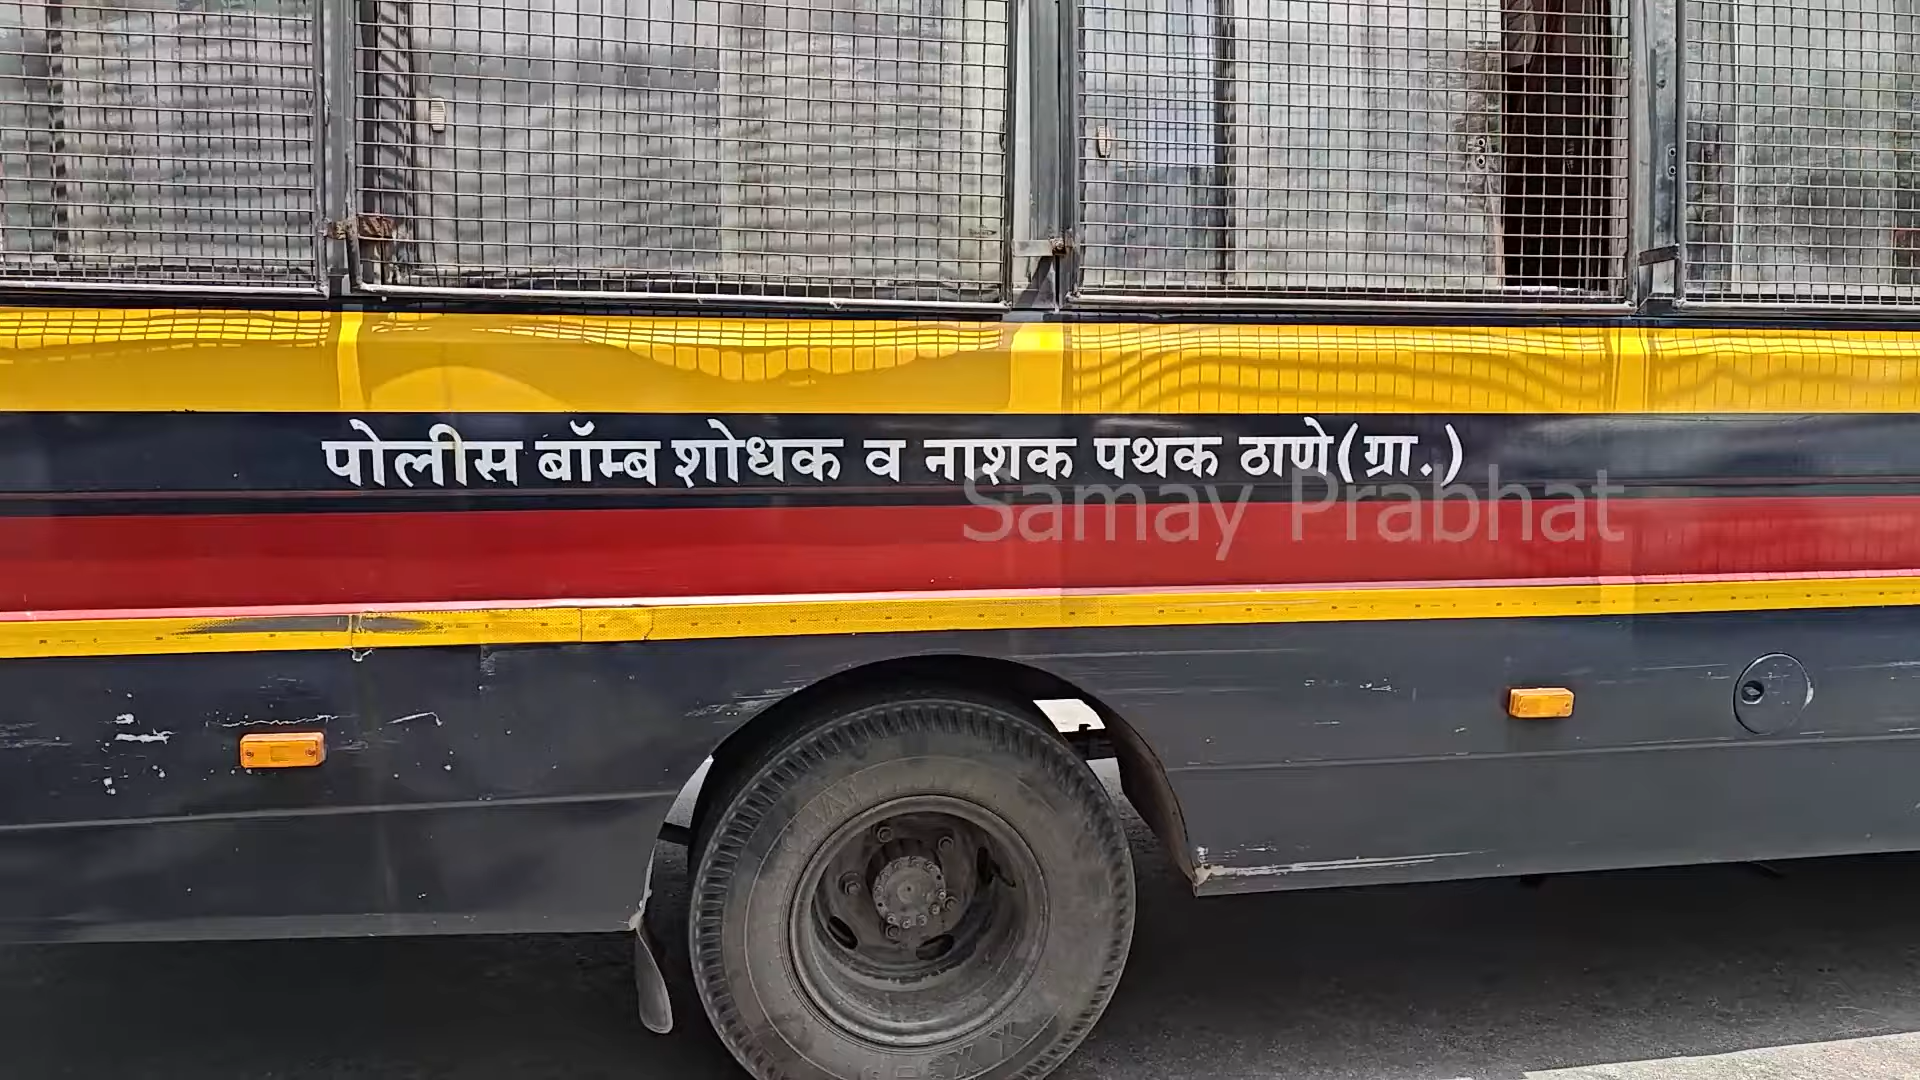 पोलीस बॉम्ब शोधक व नाशक पथक ठाणे(ग्रा.)
Samay Prabhat